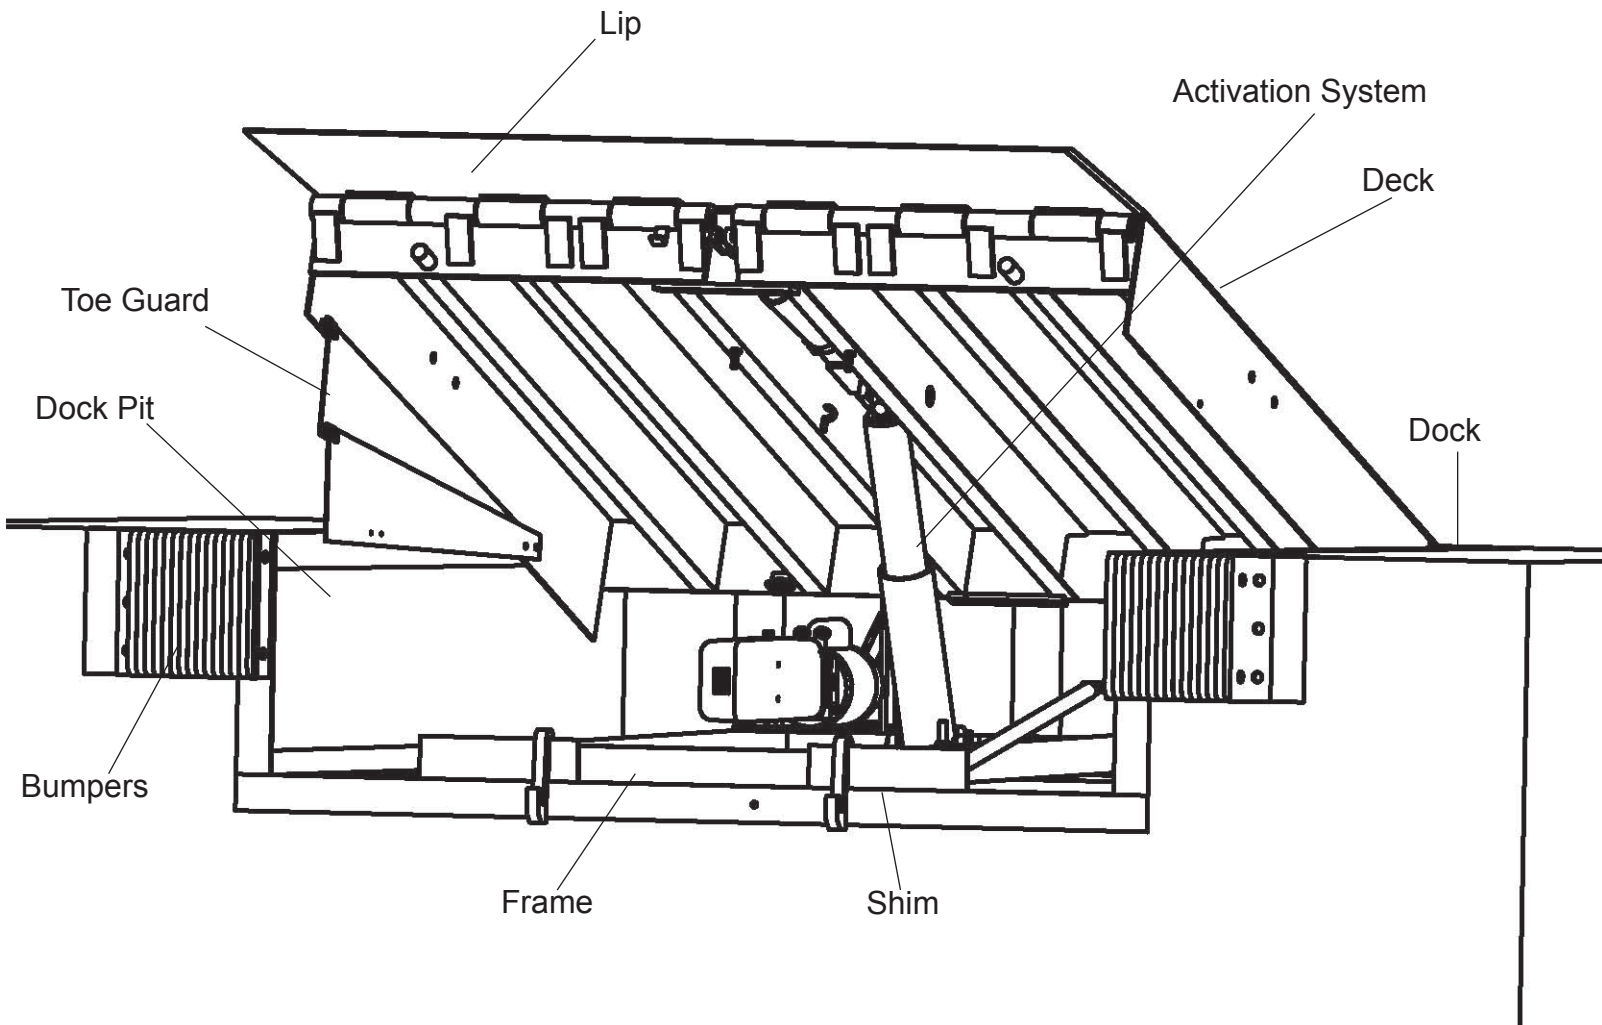 Lip
Activation System
Deck
Toe Guard
Dock Pit
Dock
Bumpers
Frame
Shim